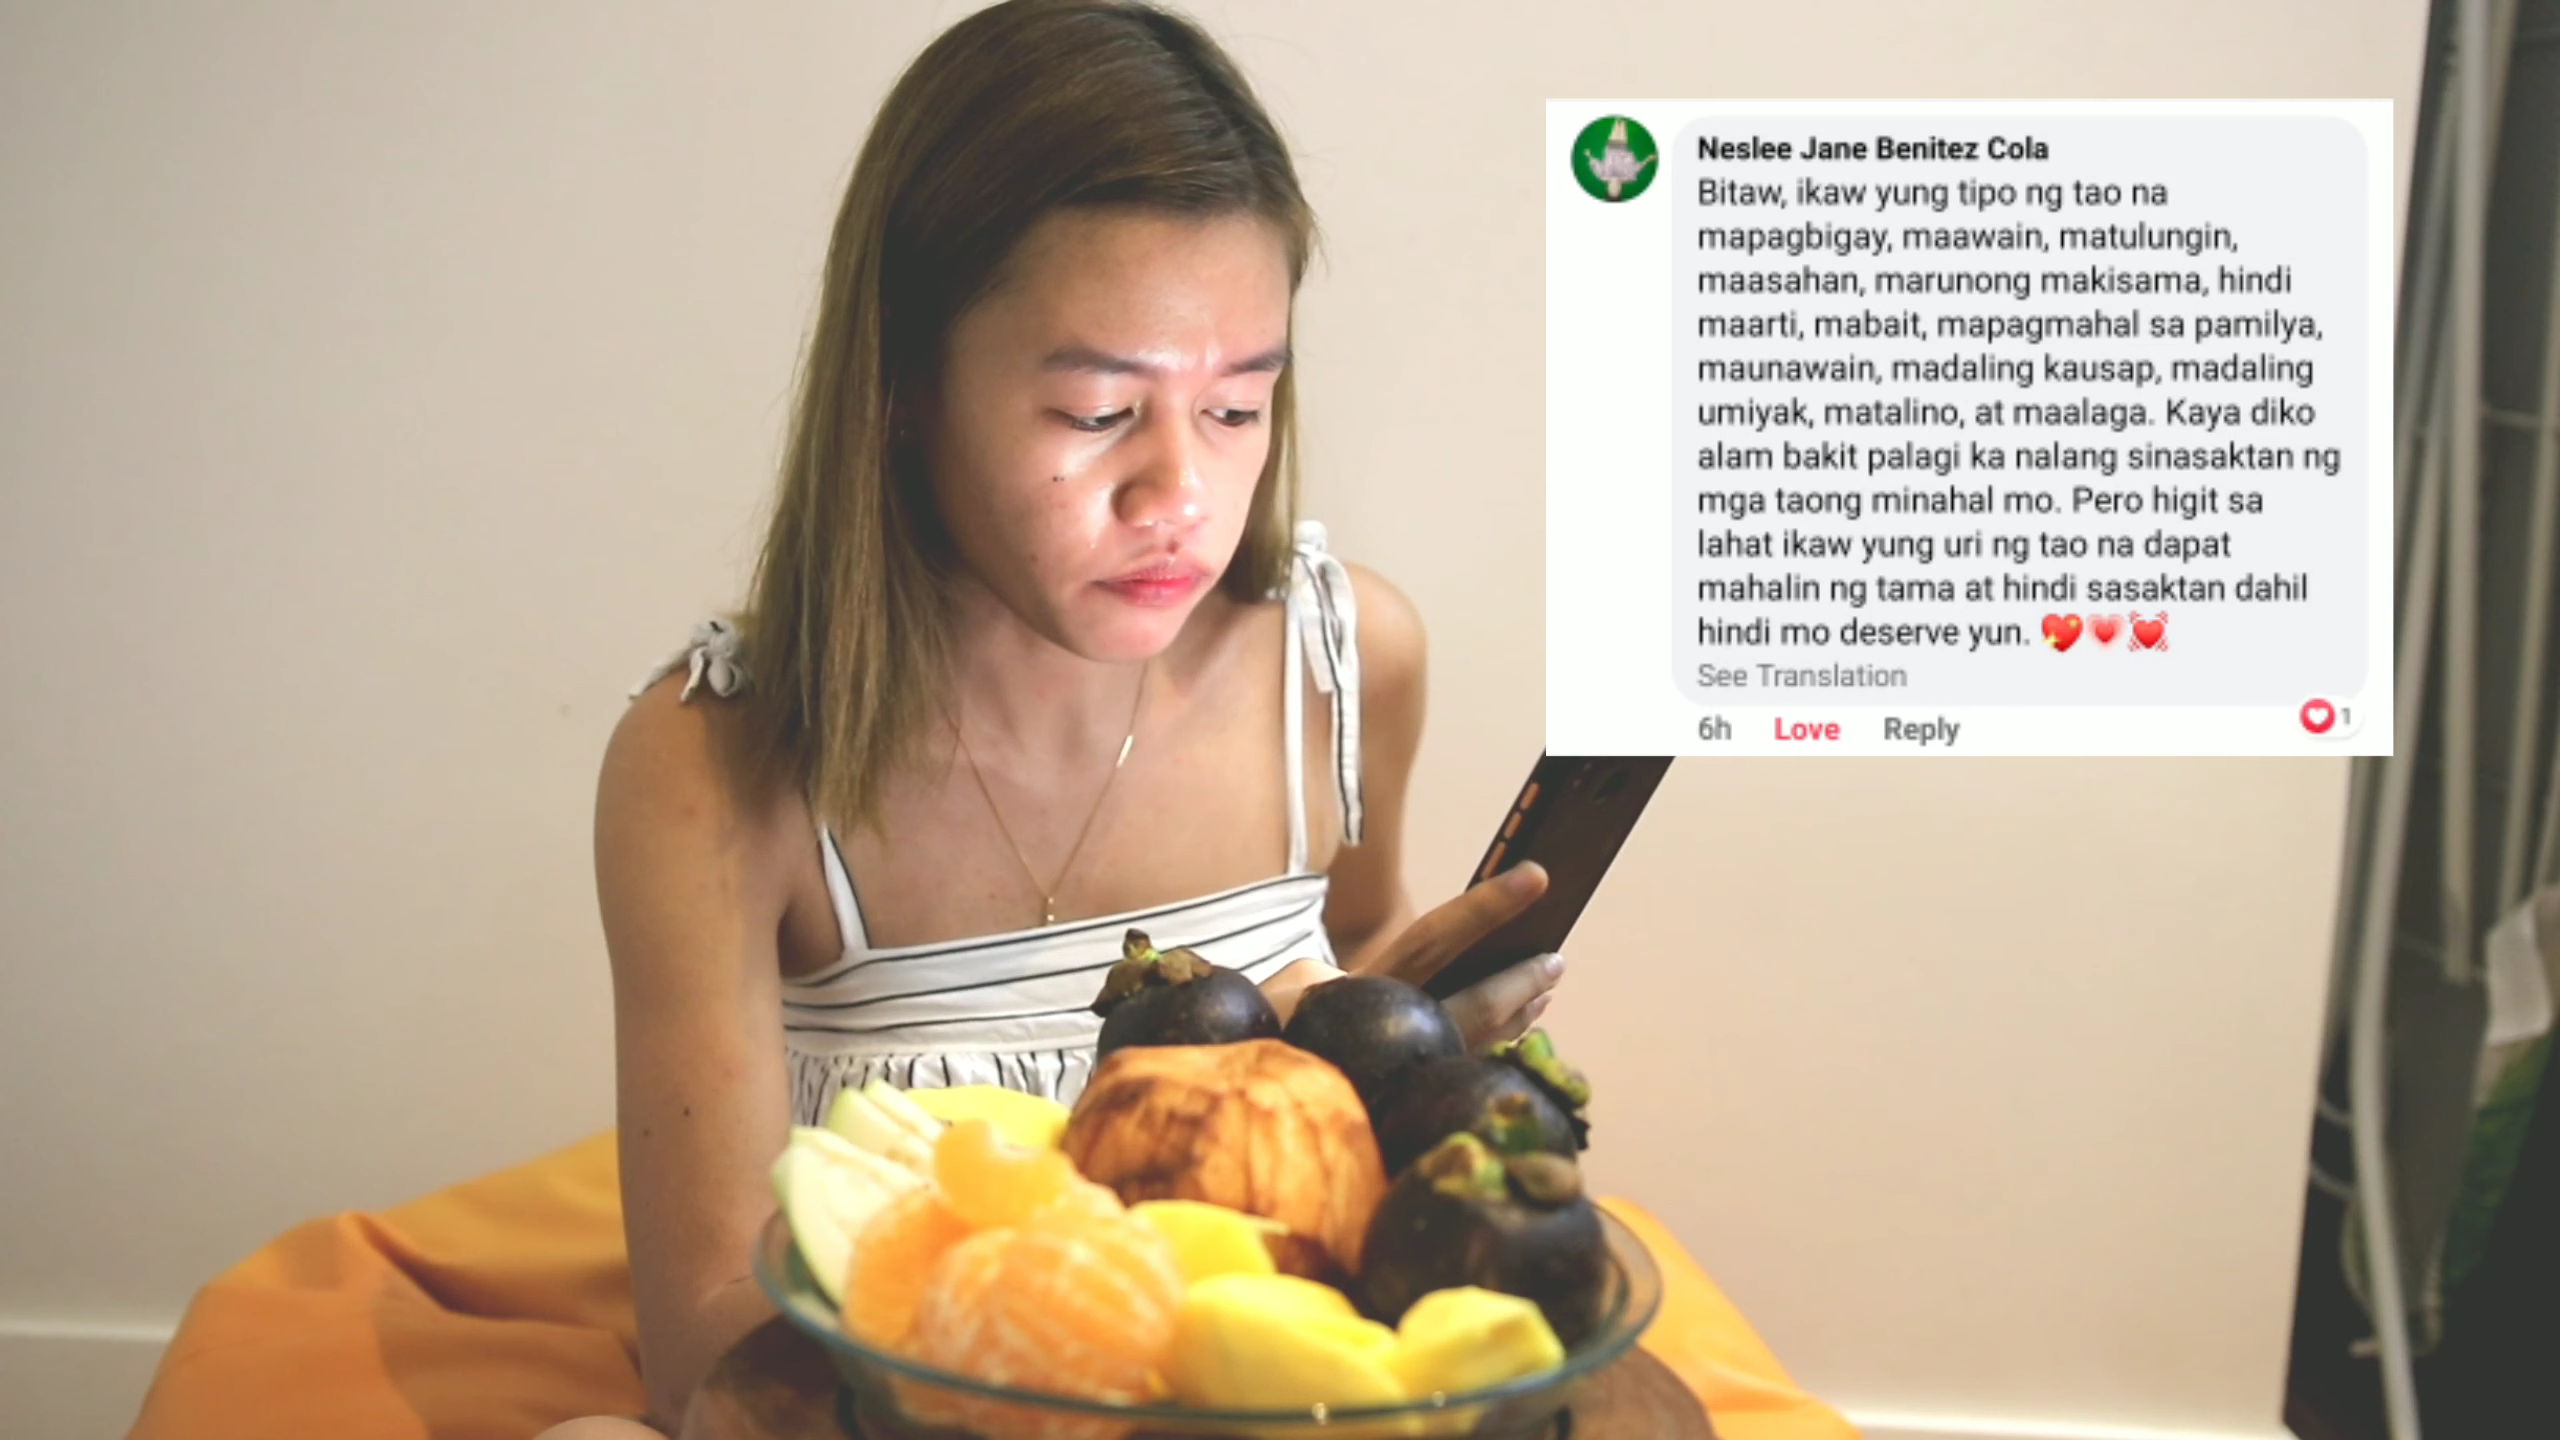 Neslee Jane Benitez Cola
Bitaw, ikaw yung tipo ng tao na
mapagbigay, maawain, matulungin,
maasahan, marunong makisama, hindi
maarti, mabait, mapagmahal sa pamilya,
maunawain, madaling kausap, madaling
umiyak, matalino, at maalaga. Kaya diko
alam bakit palagi ka nalang sinasaktan ng
mga taong minahal mo. Pero higit sa
lahat ikaw yung uri ng tao na dapat
mahalin ng tama at hindi sasaktan dahil
hindi mo deserve yun. 💖💗💓
See Translation
6h Love Reply 1